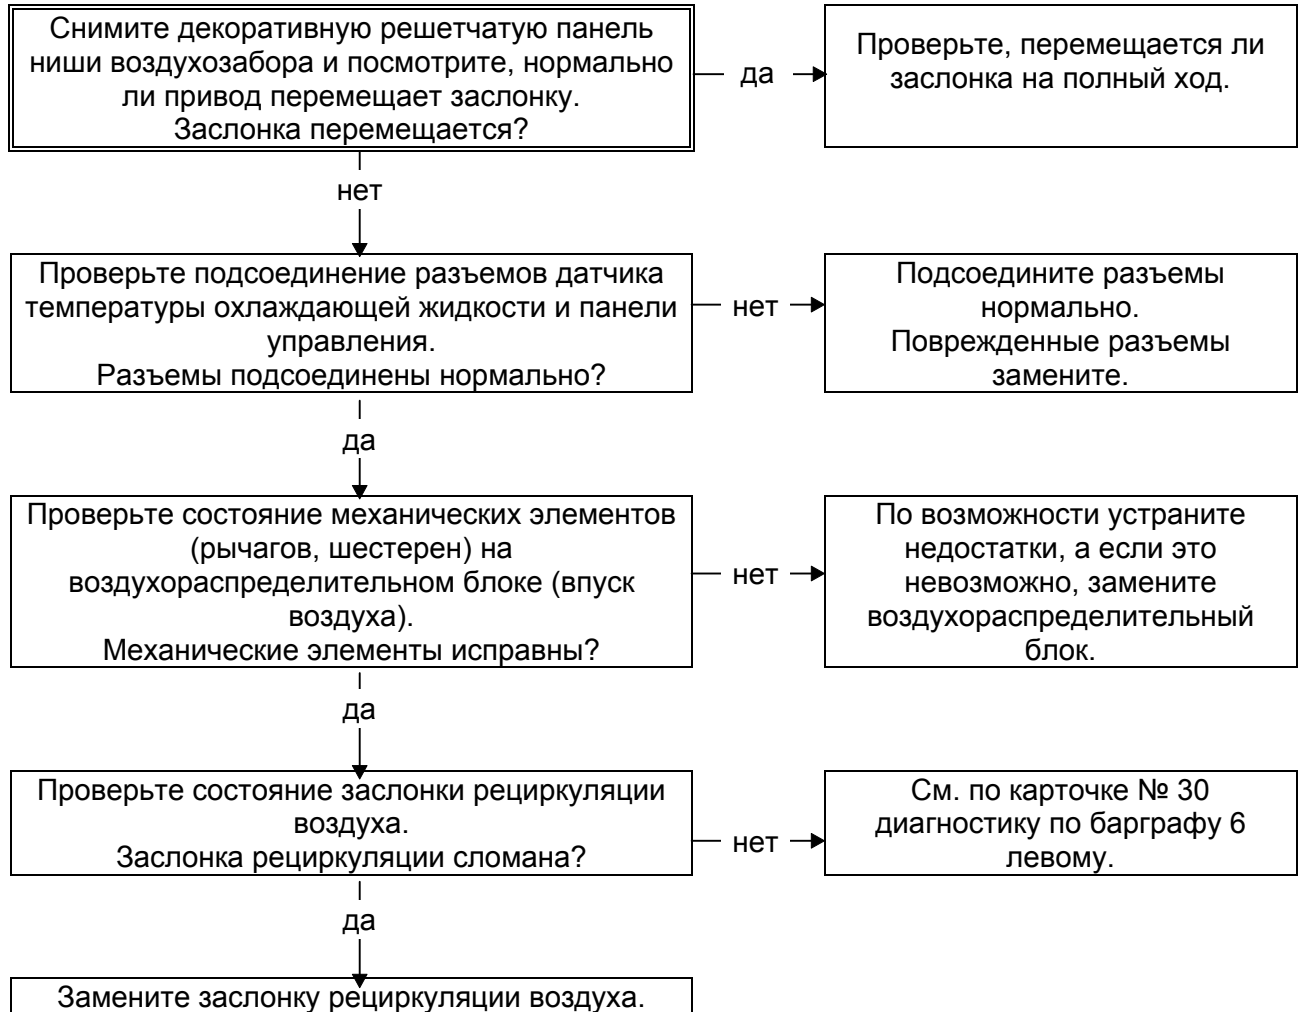 Снимите декоративную решетчатую панель
ниши воздухозабора и посмотрите, нормально
ли привод перемещает заслонку.
Заслонка перемещается?
да
Проверьте, перемещается ли
заслонка на полный ход.
нет
Проверьте подсоединение разъемов датчика
температуры охлаждающей жидкости и панели
управления.
Разъемы подсоединены нормально?
нет
Подсоедините разъемы
нормально.
Поврежденные разъемы
замените.
да
Проверьте состояние механических элементов
(рычагов, шестерен) на
воздухораспределительном блоке (впуск
воздуха).
Механические элементы исправны?
нет
По возможности устраните
недостатки, а если это
невозможно, замените
воздухораспределительный
блок.
да
Проверьте состояние заслонки рециркуляции
воздуха.
Заслонка рециркуляции сломана?
нет
См. по карточке № 30
диагностику по барграфу 6
левому.
да
Замените заслонку рециркуляции воздуха.